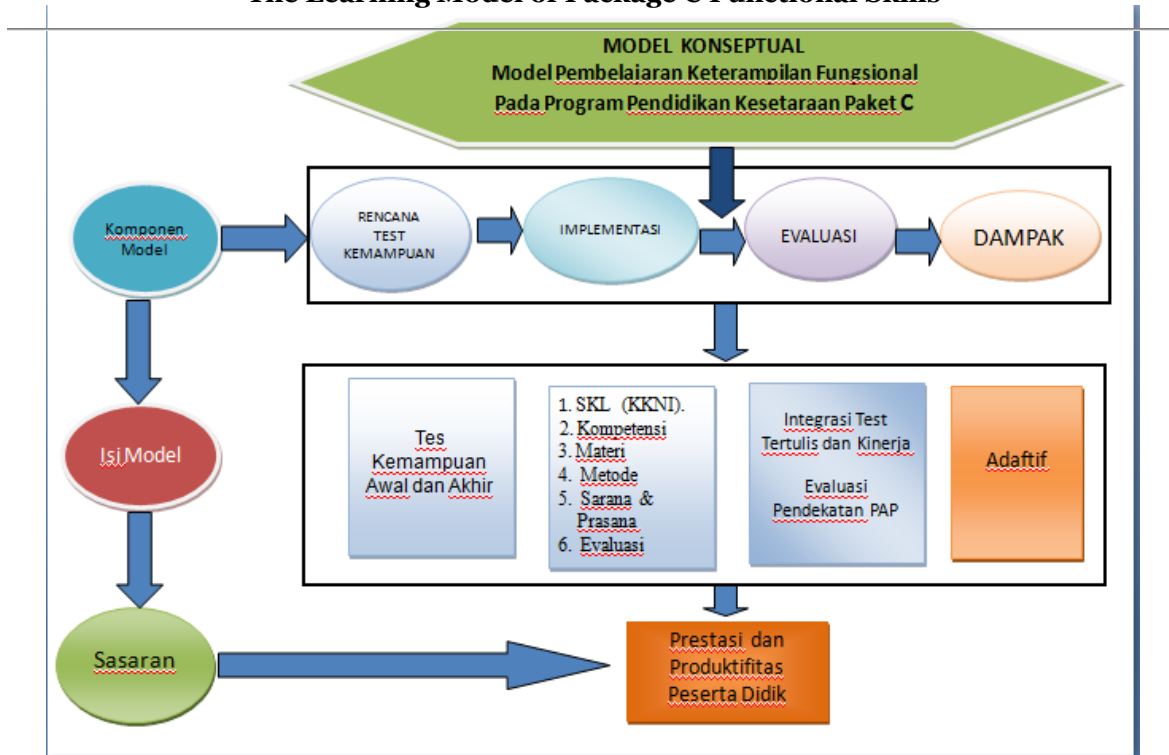 The Learning Model of Package C Functional Skills
MODEL KONSEPTUAL
Model Pembelajaran Keterampilan Fungsional
Pada Program Pendidikan Kesetaraan Paket C
Komponen
Model
RENCANA
TEST
KEMAMPUAN
IMPLEMENTASI
EVALUASI
DAMPAK
Isi Model
Tes
Kemampuan
Awal dan Akhir
1. SKL (KKNI).
2. Kompetensi
3. Materi
4. Metode
5. Sarana &
Prasana
6. Evaluasi
Integrasi Test
Tertulis dan Kinerja
Evaluasi
Pendekatan PAP
Adaftif
Sasaran
Prestasi dan
Produktifitas
Peserta Didik